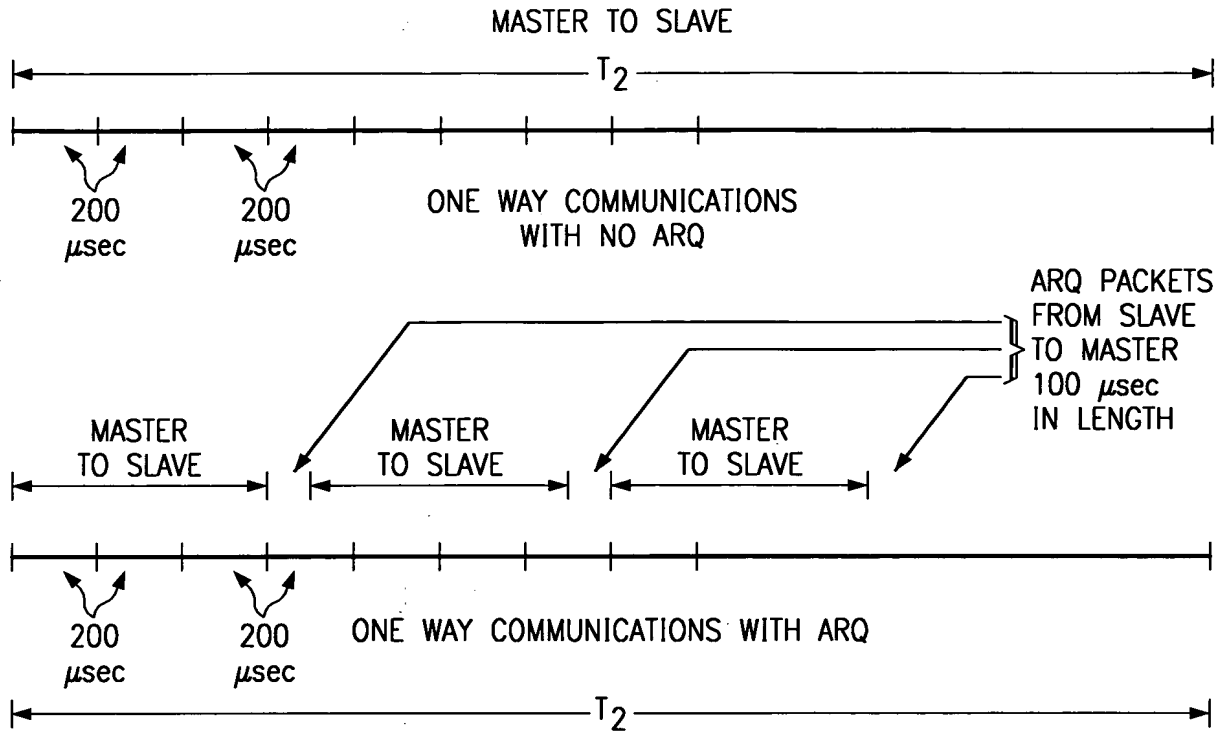 MASTER TO SLAVE
T2
200 200
μsec μsec
ONE WAY COMMUNICATIONS
WITH NO ARQ
ARQ PACKETS
FROM SLAVE
TO MASTER
100 μsec
IN LENGTH
MASTER
TO SLAVE
MASTER
TO SLAVE
MASTER
TO SLAVE
200 200
μsec μsec
ONE WAY COMMUNICATIONS WITH ARQ
T2